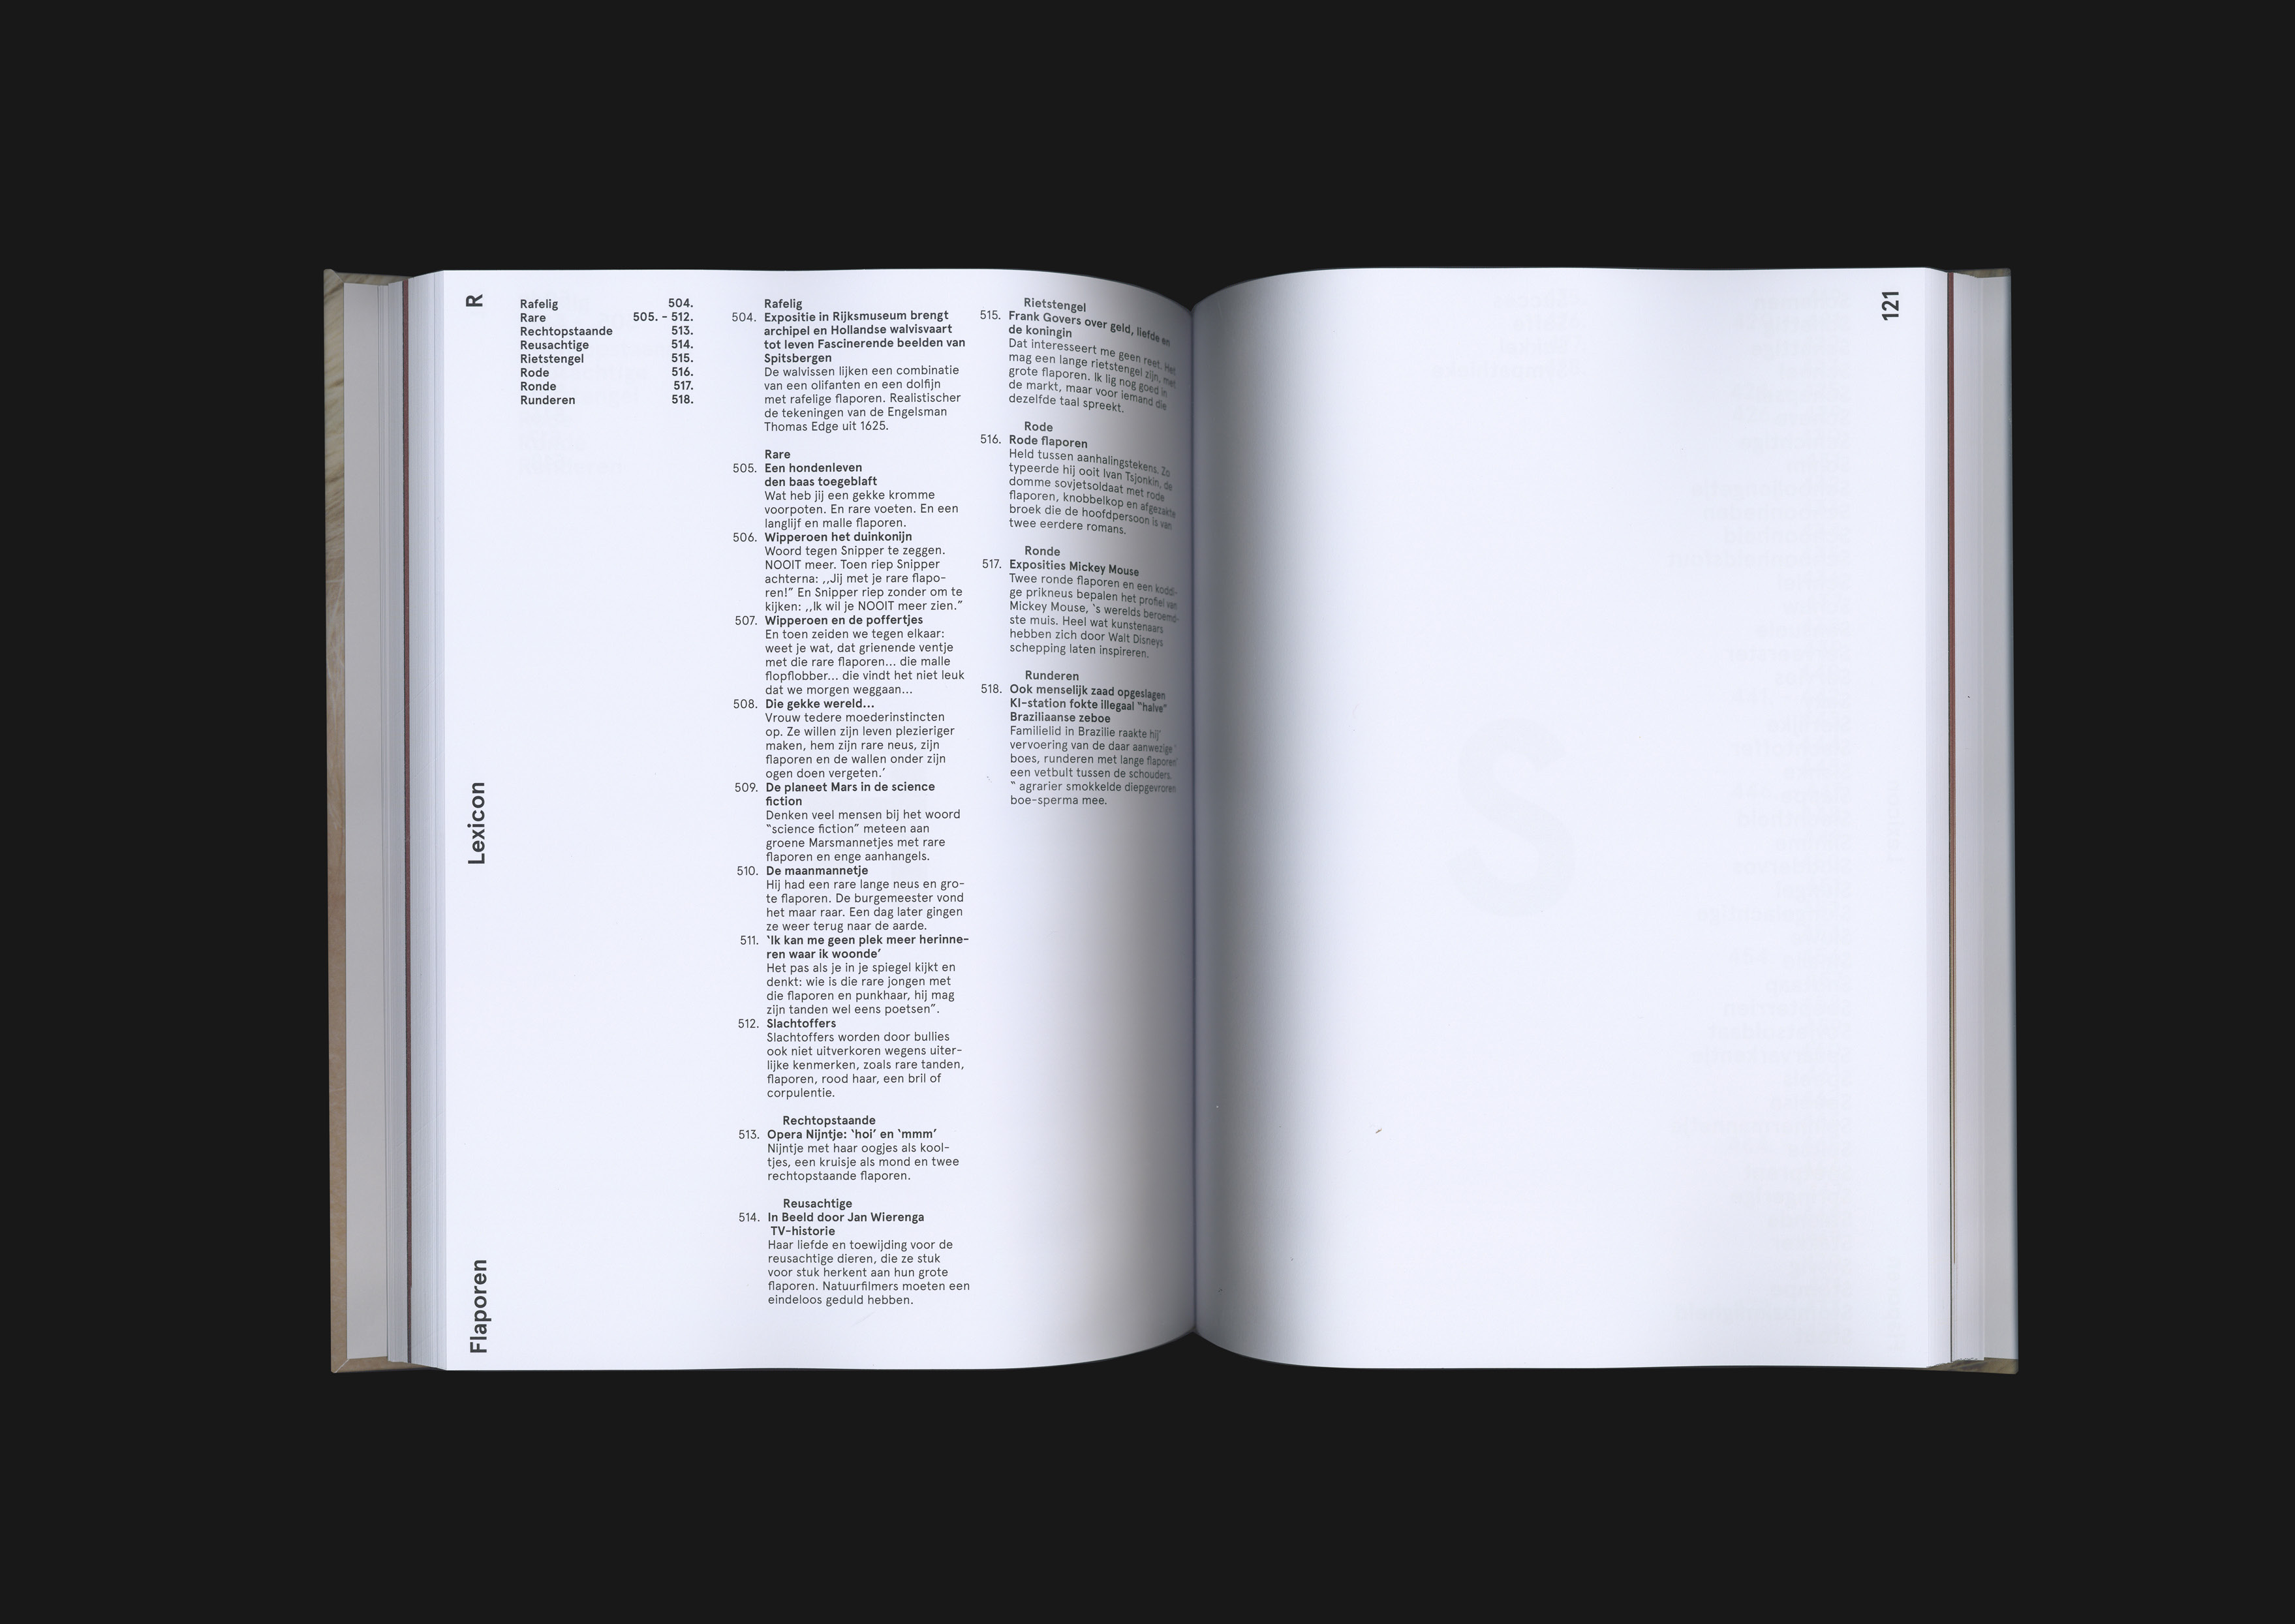 R
Lexicon
Flaporen
Rafelig 504.
Rare 505. – 512.
Rechtopstaande 513.
Reusachtige 514.
Rietstengel 515.
Rode 516.
Ronde 517.
Runderen 518.
Rafelig
504. Expositie in Rijksmuseum brengt
archipel en Hollandse walvisvaart
tot leven Fascinerende beelden van
Spitsbergen
De walvissen lijken een combinatie
van een olifanten en een dolfijn
met rafelige flaporen. Realistischer
de tekeningen van de Engelsman
Thomas Edge uit 1625.
Rare
505. Een hondenleven
den baas toegeblaft
Wat heb jij een gekke kromme
voorpoten. En rare voeten. En een
langlijf en malle flaporen.
506. Wipperoen het duinkonijn
Woord tegen Snipper te zeggen.
NOOIT meer. Toen riep Snipper
achterna: ,,Jij met je rare flapo-
ren!” En Snipper riep zonder om te
kijken: ,,Ik wil je NOOIT meer zien.”
507. Wipperoen en de poffertjes
En toen zeiden we tegen elkaar:
weet je wat, dat grienende ventje
met die rare flaporen... die malle
flopflobber... die vindt het niet leuk
dat we morgen weggaan...
508. Die gekke wereld...
Vrouw tedere moederinstincten
op. Ze willen zijn leven plezieriger
maken, hem zijn rare neus, zijn
flaporen en de wallen onder zijn
ogen doen vergeten.’
509. De planeet Mars in de science
fiction
Denken veel mensen bij het woord
“science fiction” meteen aan
groene Marsmannetjes met rare
flaporen en enge aanhangels.
510. De maanmannetje
Hij had een rare lange neus en gro-
te flaporen. De burgemeester vond
het maar raar. Een dag later gingen
ze weer terug naar de aarde.
511. ‘Ik kan me geen plek meer herinne-
ren waar ik woonde’
Het pas als je in je spiegel kijkt en
denkt: wie is die rare jongen met
die flaporen en punkhaar, hij mag
zijn tanden wel eens poetsen”.
512. Slachtoffers
Slachtoffers worden door bullies
ook niet uitverkoren wegens uiter-
lijke kenmerken, zoals rare tanden,
flaporen, rood haar, een bril of
corpulentie.
Rechtopstaande
513. Opera Nijntje: ‘hoi’ en ‘mmm’
Nijntje met haar oogjes als kool-
tjes, een kruisje als mond en twee
rechtopstaande flaporen.
Reusachtige
514. In Beeld door Jan Wierenga
TV-historie
Haar liefde en toewijding voor de
reusachtige dieren, die ze stuk
voor stuk herkent aan hun grote
flaporen. Natuurfilmers moeten een
eindeloos geduld hebben.
Rietstengel
515. Frank Govers over geld, liefde en
de koningin
Dat interesseert me geen reet. Het
mag een lange rietstengel zijn, met
grote flaporen. Ik lig nog goed in
de markt, maar voor iemand die
dezelfde taal spreekt.
Rode
516. Rode flaporen
Held tussen aanhalingstekens. Zo
typeerde hij ooit Ivan Tsjonkin, de
domme sovjetsoldaat met rode
flaporen, knobbelkop en afgezakte
broek die de hoofdpersoon is van
twee eerdere romans.
Ronde
517. Exposities Mickey Mouse
Twee ronde flaporen en een koddi-
ge prikneus bepalen het profiel van
Mickey Mouse, ‘s werelds beroemd-
ste muis. Heel wat kunstenaars
hebben zich door Walt Disneys
schepping laten inspireren.
Runderen
518. Ook menselijk zaad opgeslagen
KI-station fokte illegaal “halve”
Braziliaanse zeboe
Familielid in Brazilie raakte hij’
vervoering van de daar aanwezige
boes, runderen met lange flaporen
een vetbult tussen de schouders.
“ agrarier smokkelde diepgevroren
boe-sperma mee.
121